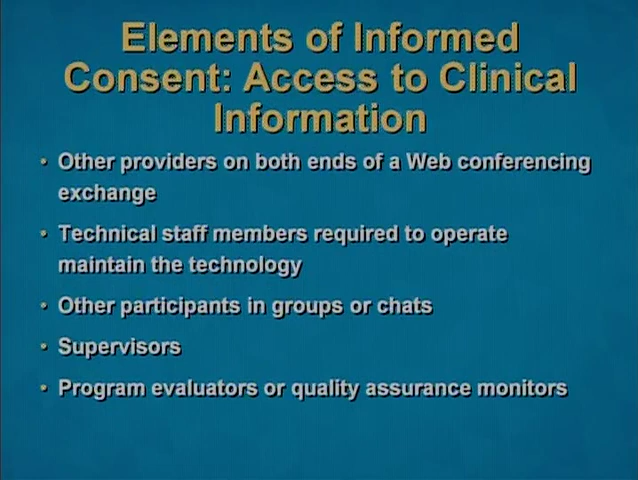 Elements of Informed
Consent: Access to Clinical
Information
• Other providers on both ends of a Web conferencing
exchange
• Technical staff members required to operate
maintain the technology
• Other participants in groups or chats
• Supervisors
• Program evaluators or quality assurance monitors